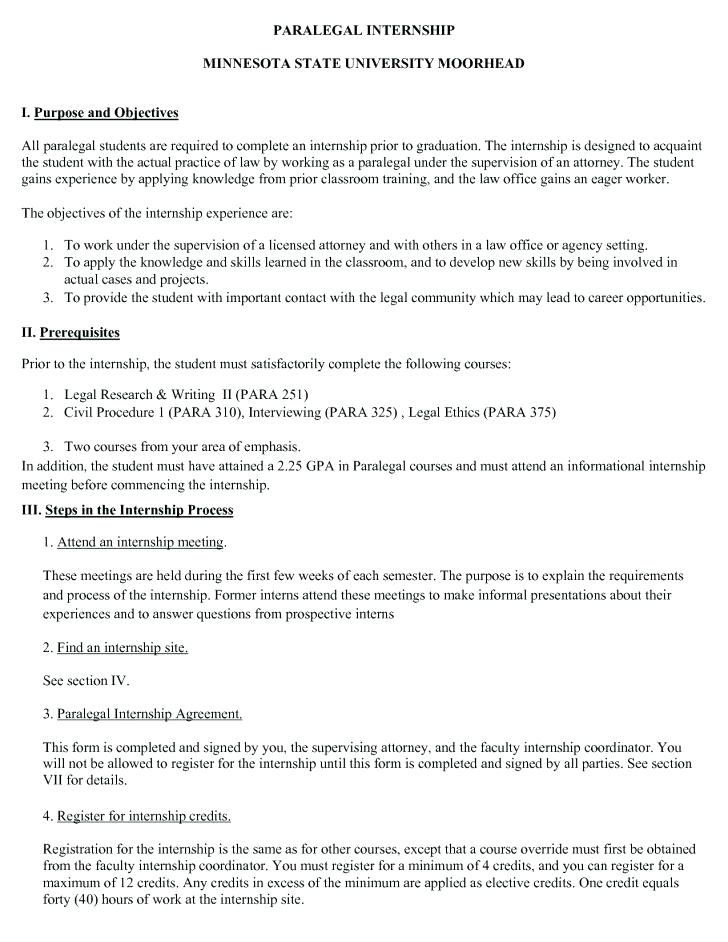 PARALEGAL INTERNSHIP
MINNESOTA STATE UNIVERSITY MOORHEAD
I. Purpose and Objectives
All paralegal students are required to complete an internship prior to graduation. The internship is designed to acquaint
the student with the actual practice of law by working as a paralegal under the supervision of an attorney. The student
gains experience by applying knowledge from prior classroom training, and the law office gains an eager worker.
The objectives of the internship experience are:
1. To work under the supervision of a licensed attorney and with others in a law office or agency setting.
2. To apply the knowledge and skills learned in the classroom, and to develop new skills by being involved in
actual cases and projects.
3. To provide the student with important contact with the legal community which may lead to career opportunities.
II. Prerequisites
Prior to the internship, the student must satisfactorily complete the following courses:
1. Legal Research & Writing II (PARA 251)
2. Civil Procedure 1 (PARA 310), Interviewing (PARA 325) , Legal Ethics (PARA 375)
3. Two courses from your area of emphasis.
In addition, the student must have attained a 2.25 GPA in Paralegal courses and must attend an informational internship
meeting before commencing the internship.
III. Steps in the Internship Process
1. Attend an internship meeting.
These meetings are held during the first few weeks of each semester. The purpose is to explain the requirements
and process of the internship. Former interns attend these meetings to make informal presentations about their
experiences and to answer questions from prospective interns
2. Find an internship site.
See section IV.
3. Paralegal Internship Agreement.
This form is completed and signed by you, the supervising attorney, and the faculty internship coordinator. You
will not be allowed to register for the internship until this form is completed and signed by all parties. See section
VII for details.
4. Register for internship credits.
Registration for the internship is the same as for other courses, except that a course override must first be obtained
from the faculty internship coordinator. You must register for a minimum of 4 credits, and you can register for a
maximum of 12 credits. Any credits in excess of the minimum are applied as elective credits. One credit equals
forty (40) hours of work at the internship site.